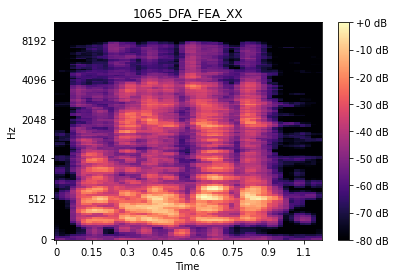 1065_DFA_FEA_XX
+0 dB
8192
-10 dB
4096
-20 dB
-30 dB
2048
Hz
-40 dB
1024
-50 dB
512
-60 dB
-70 dB
0
-80 dB
0 0.15 0.3 0.45 0.6 0.75 0.9 1.1
Time